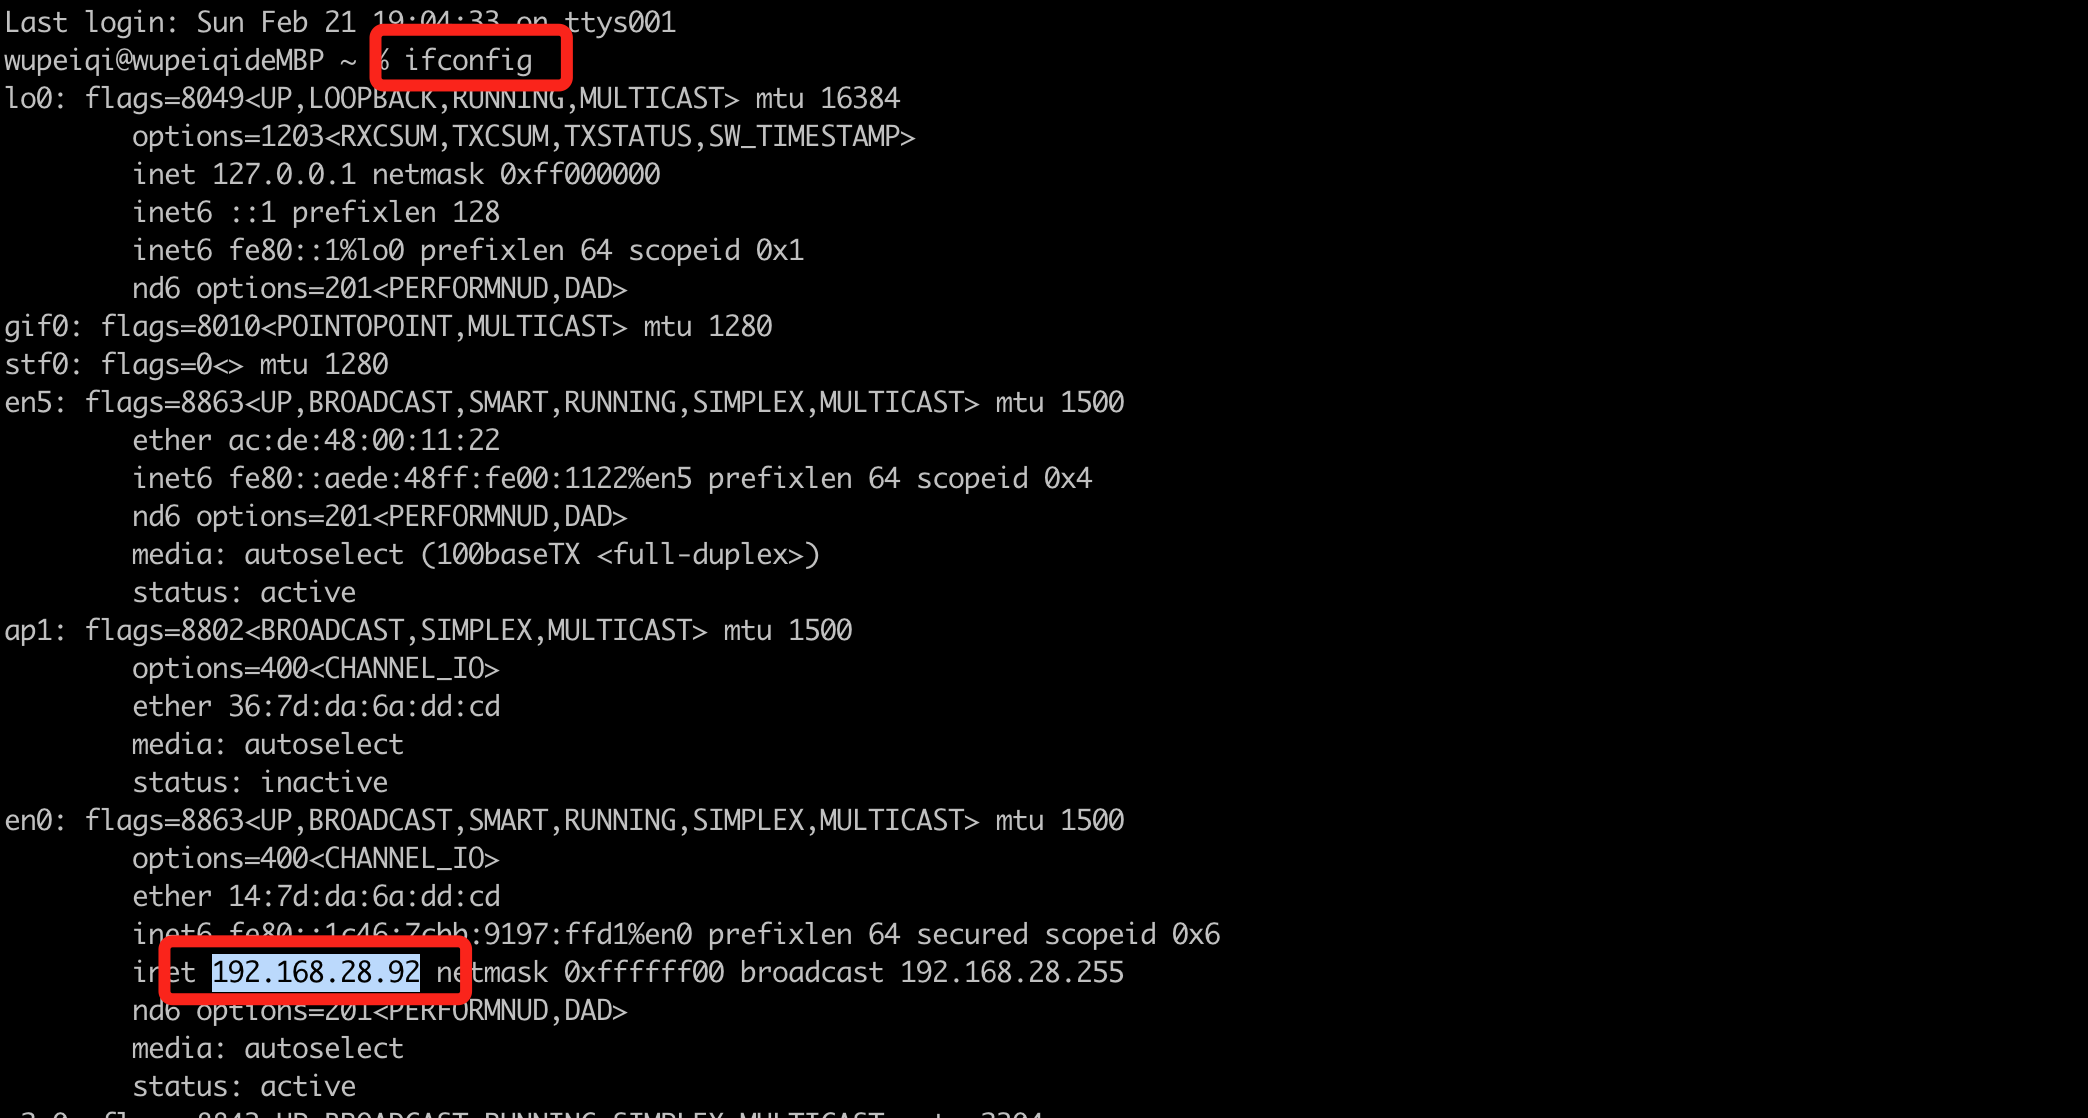 Last login: Sun Feb 21 19:04:33 on ttys001
wupeiqi@wupeiqideMBP ~ % ifconfig
lo0: flags=8049<UP,LOOPBACK,RUNNING,MULTICAST> mtu 16384
options=1203<RXCSUM,TXCSUM,TXSTATUS,SW_TIMESTAMP>
inet 127.0.0.1 netmask 0xff000000
inet6 ::1 prefixlen 128
inet6 fe80::1%lo0 prefixlen 64 scopeid 0x1
nd6 options=201<PERFORMNUD,DAD>
gif0: flags=8010<POINTOPOINT,MULTICAST> mtu 1280
stf0: flags=0<> mtu 1280
en5: flags=8863<UP,BROADCAST,SMART,RUNNING,SIMPLEX,MULTICAST> mtu 1500
ether ac:de:48:00:11:22
inet6 fe80::aede:48ff:fe00:1122%en5 prefixlen 64 scopeid 0x4
nd6 options=201<PERFORMNUD,DAD>
media: autoselect (100baseTX <full-duplex>)
status: active
ap1: flags=8802<BROADCAST,SIMPLEX,MULTICAST> mtu 1500
options=400<CHANNEL_IO>
ether 36:7d:da:6a:dd:cd
media: autoselect
status: inactive
en0: flags=8863<UP,BROADCAST,SMART,RUNNING,SIMPLEX,MULTICAST> mtu 1500
options=400<CHANNEL_IO>
ether 14:7d:da:6a:dd:cd
inet6 fe80::1c46:7cbb:9197:ffd1%en0 prefixlen 64 secured scopeid 0x6
inet 192.168.28.92 netmask 0xffffff00 broadcast 192.168.28.255
nd6 options=201<PERFORMNUD,DAD>
media: autoselect
status: active